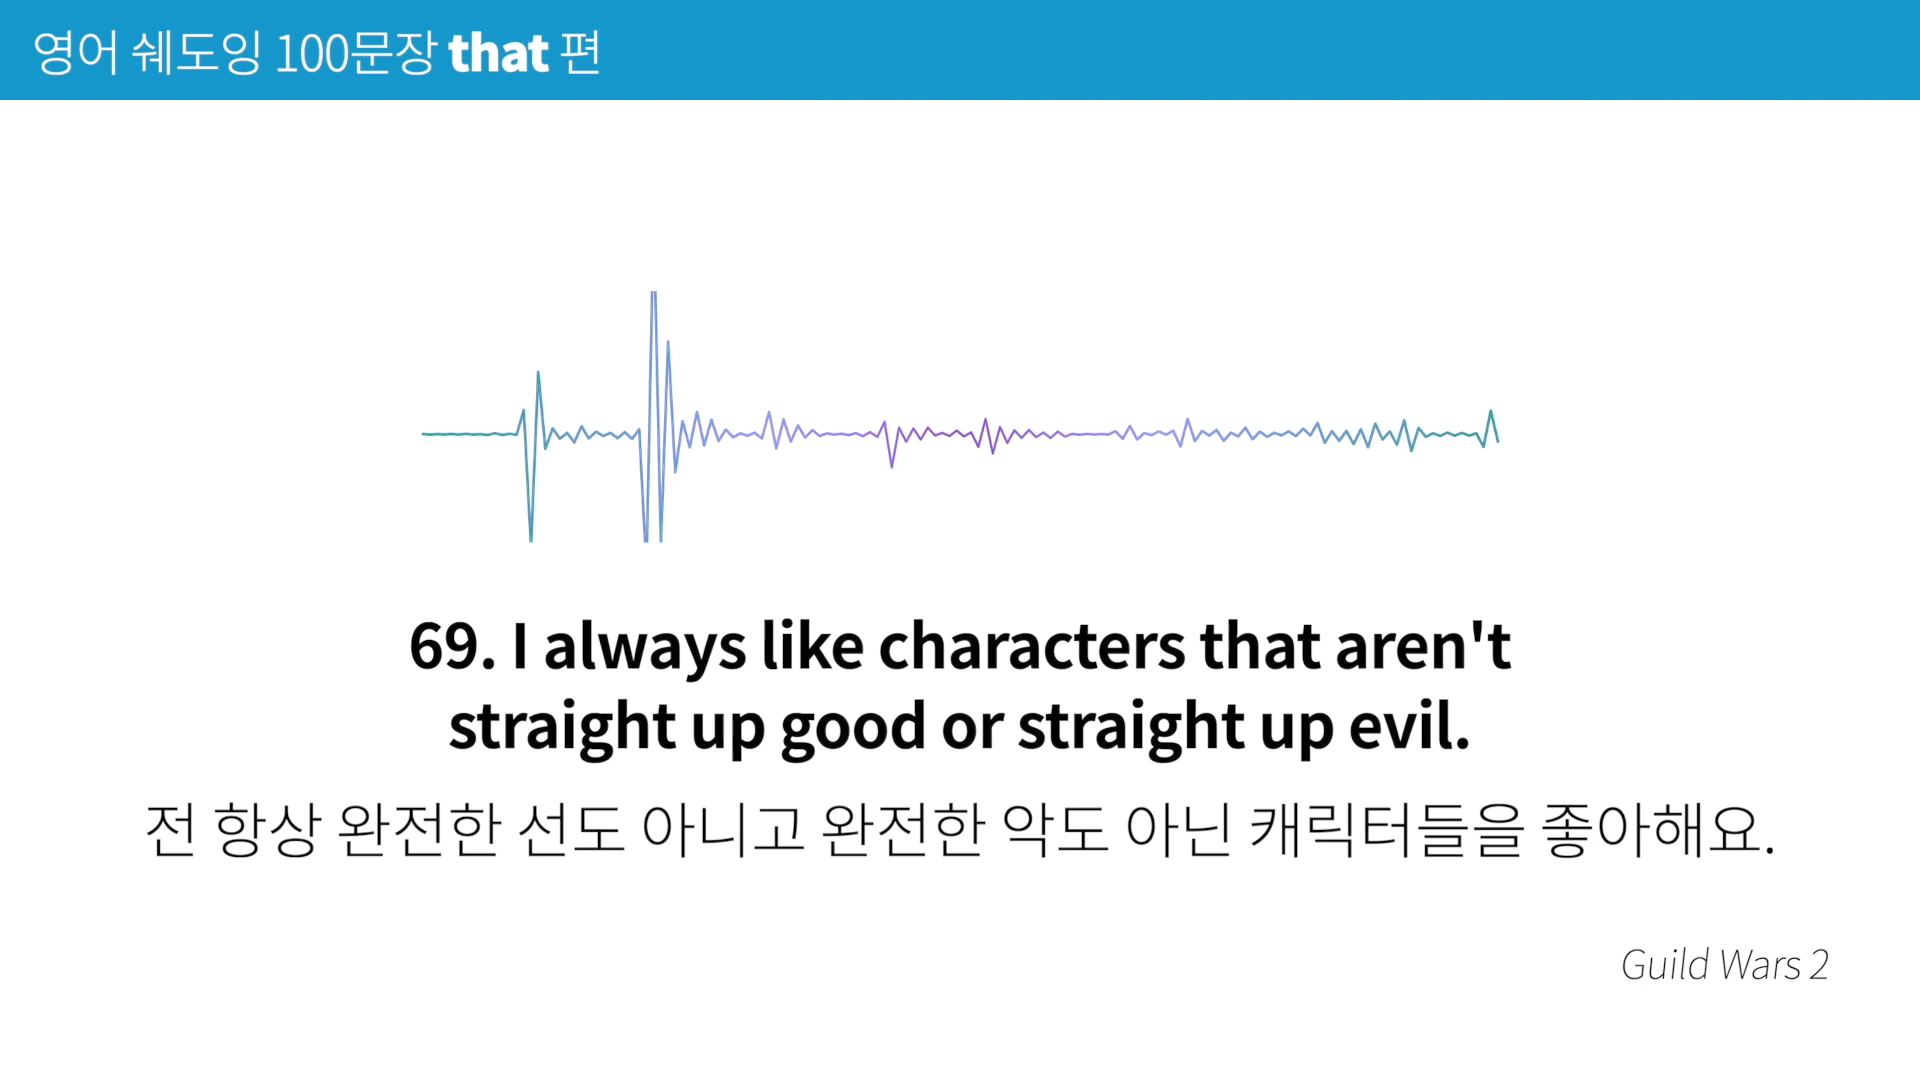 영어 쉐도잉 100문장 that 편
69. I always like characters that aren't
straight up good or straight up evil.
전 항상 완전한 선도 아니고 완전한 악도 아닌 캐릭터들을 좋아해요.
Guild Wars 2